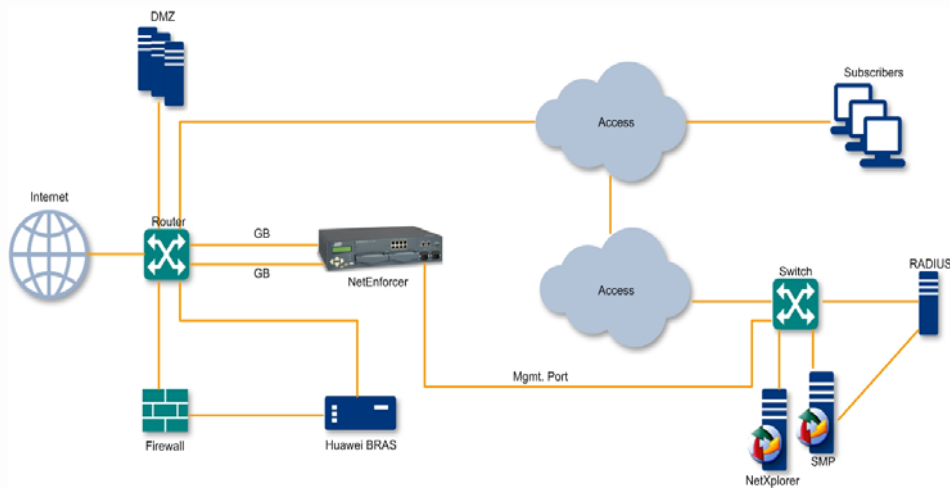 DMZ
Subscribers
Access
Internet
Router
GB
GB
NetEnforcer
Access
Switch
RADIUS
Mgmt. Port
Firewall
Huawei BRAS
SMP
NetXplorer